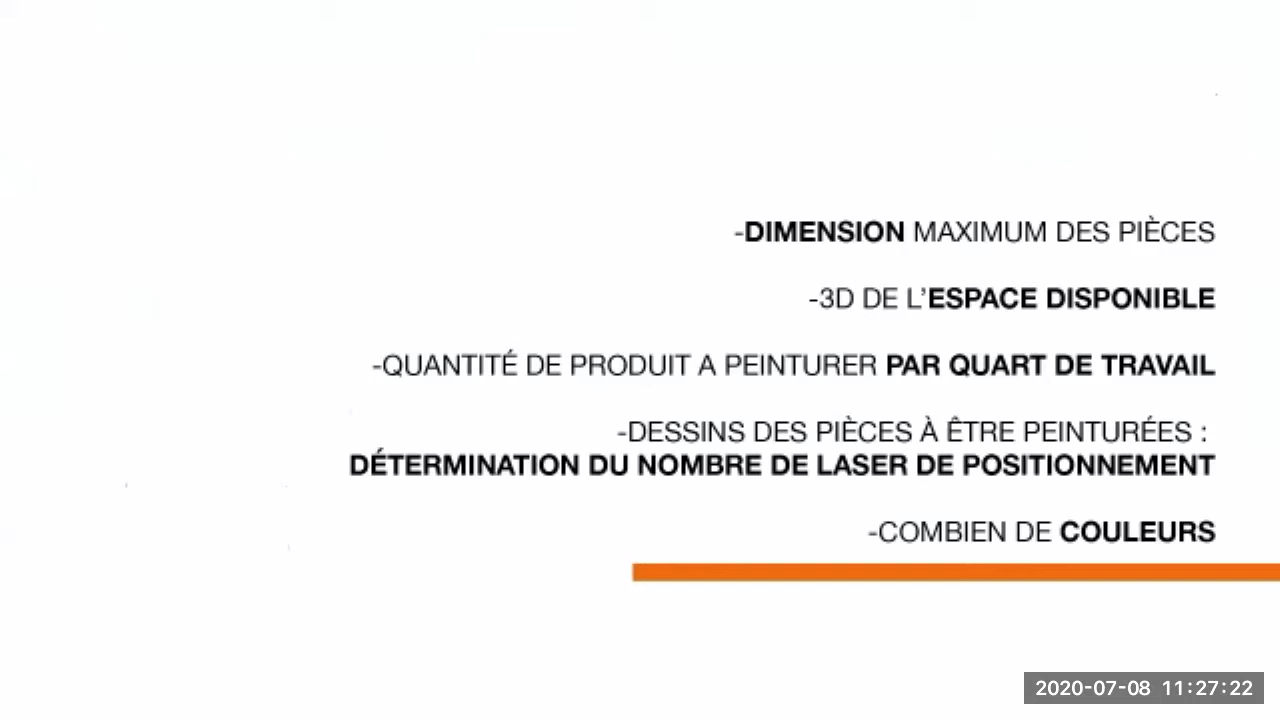 -DIMENSION MAXIMUM DES PIÈCES
-3D DE L’ESPACE DISPONIBLE
-QUANTITÉ DE PRODUIT A PEINTURER PAR QUART DE TRAVAIL
-DESSINS DES PIÈCES À ÊTRE PEINTURÉES :
DÉTERMINATION DU NOMBRE DE LASER DE POSITIONNEMENT
-COMBIEN DE COULEURS
2020-07-08 11:27:22